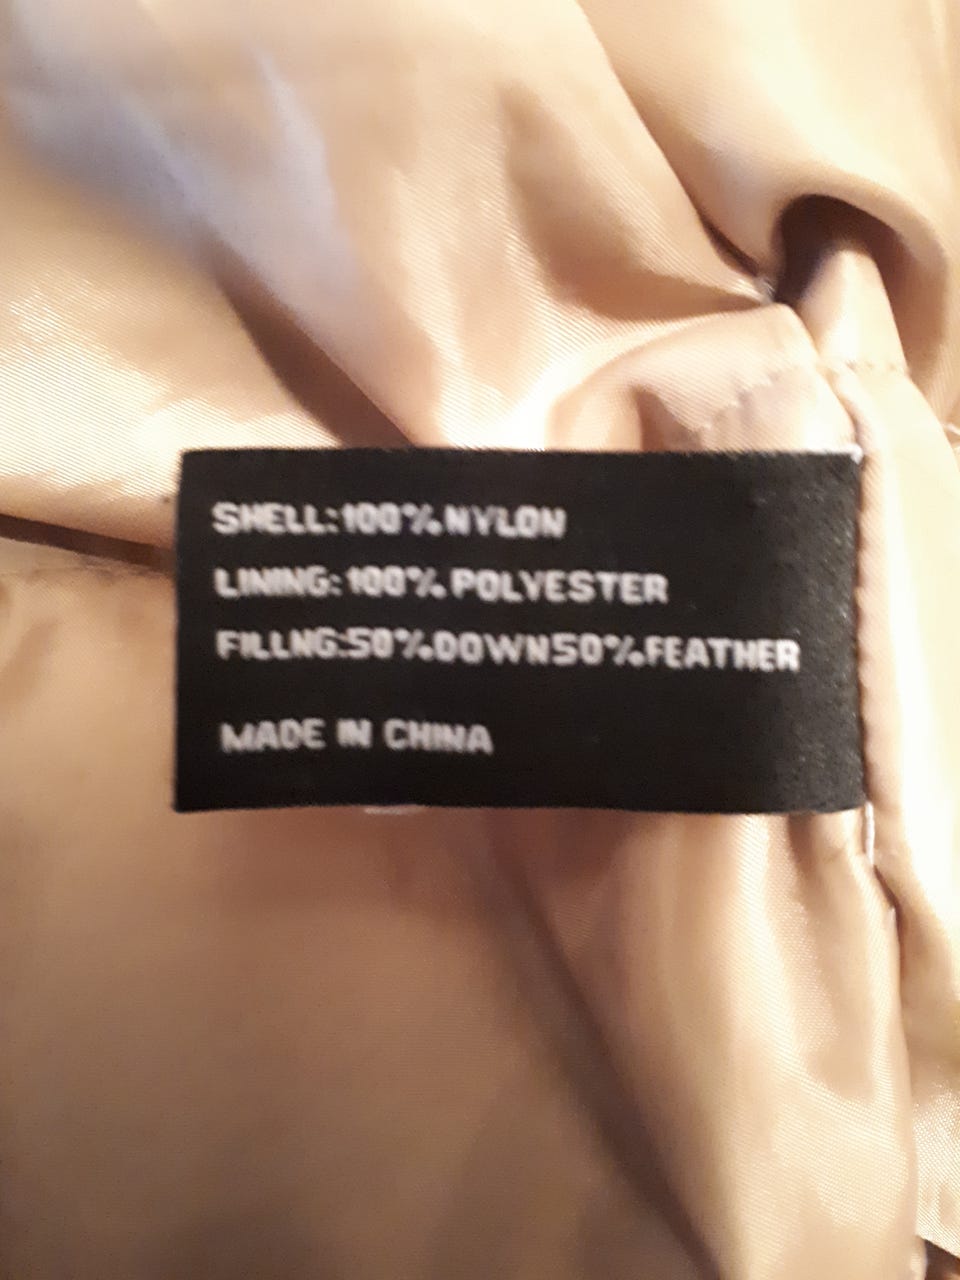 SHELL:100%NYLON
LINING:100%POLYESTER
FILLNG:50%DOWN50%FEATHER
MADE IN CHINA